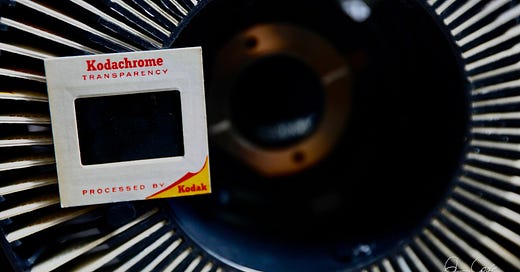 Kodachrome
TRANSPARENCY
PROCESSED BY
Kodak